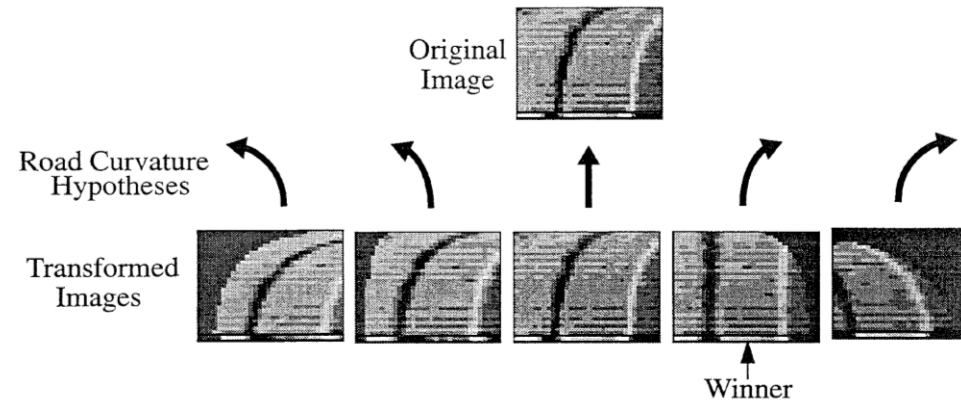 Original
Image
Road Curvature
Hypotheses
Transformed
Images
Winner